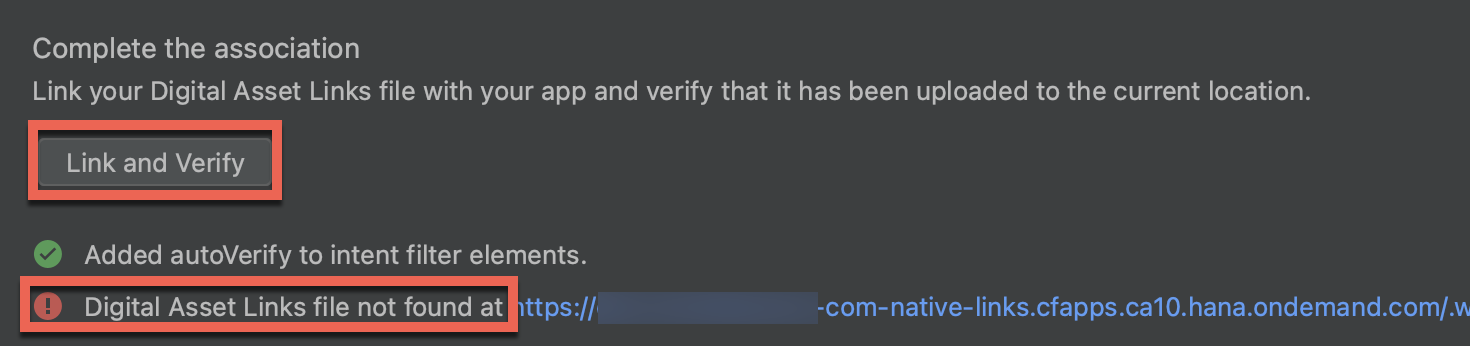 Complete the association
Link your Digital Asset Links file with your app and verify that it has been uploaded to the current location.
Link and Verify
Added autoVerify to intent filter elements.
Digital Asset Links file not found at https:// -com-native-links.cfapps.ca10.hana.ondemand.com/.w